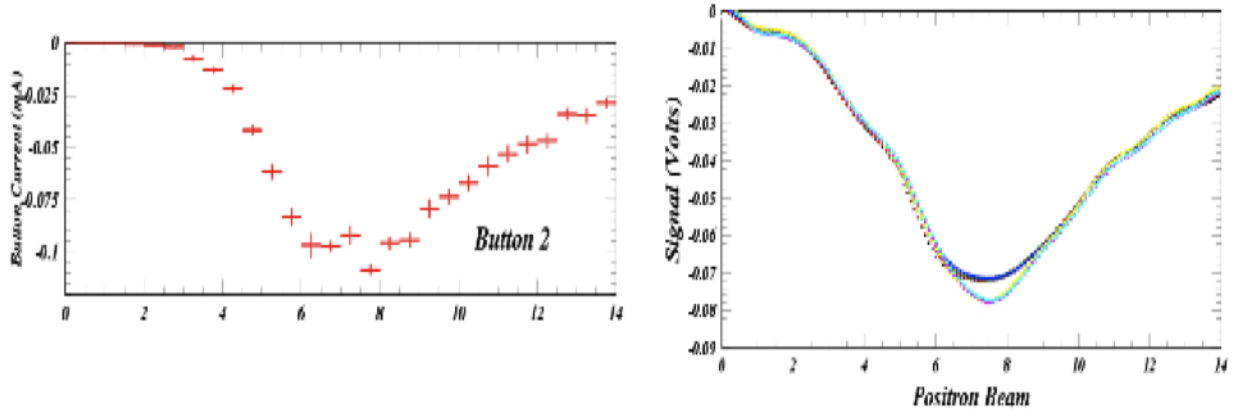 Button Current (mA)
0
-0.025
-0.05
-0.075
-0.1
Button 2
0 2 4 6 8 10 12 14
Signal (Volts)
0
-0.01
-0.02
-0.03
-0.04
-0.05
-0.06
-0.07
-0.08
-0.09
0 2 4 6 8 10 12 14
Positron Beam